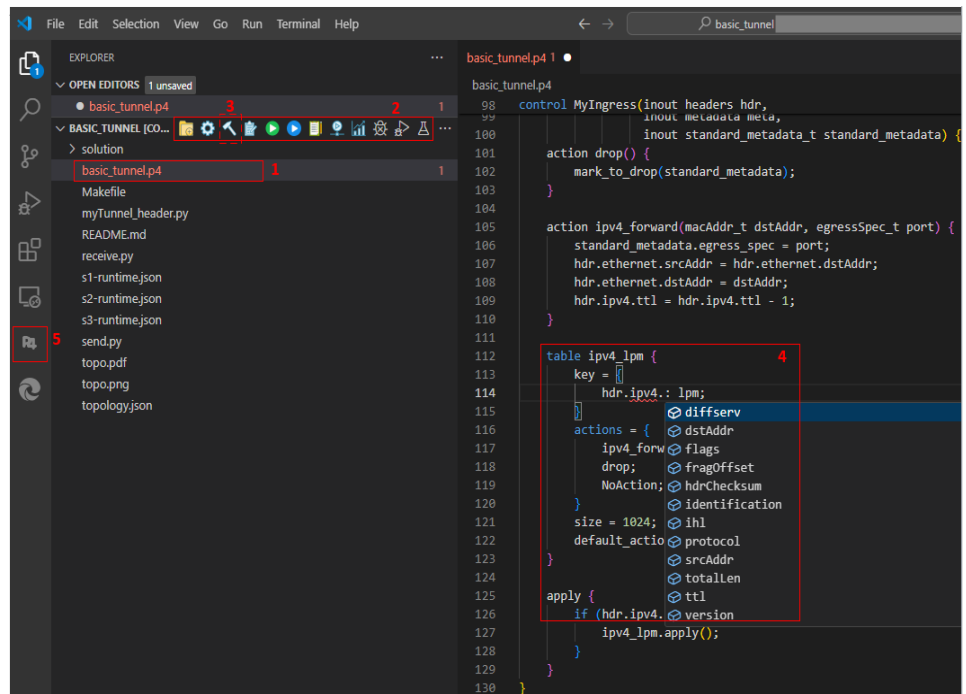 File Edit Selection View Go Run Terminal Help
basic_tunnel
EXPLORER
OPEN EDITORS 1 unsaved
basic_tunnel.p4 1
3
2
BASIC_TUNNEL [CO...
solution
basic_tunnel.p4 1
1
Makefile
myTunnel_header.py
README.md
receive.py
s1-runtime.json
s2-runtime.json
s3-runtime.json
send.py
topo.pdf
topo.png
topology.json
1
P4
5
basic_tunnel.p4 1
basic_tunnel.p4
98 control MyIngress(inout headers hdr,
99 inout metadata meta,
100 inout standard_metadata_t standard_metadata) {
101 action drop() {
102 mark_to_drop(standard_metadata);
103 }
104
105 action ipv4_forward(macAddr_t dstAddr, egressSpec_t port) {
106 standard_metadata.egress_spec = port;
107 hdr.ethernet.srcAddr = hdr.ethernet.dstAddr;
108 hdr.ethernet.dstAddr = dstAddr;
109 hdr.ipv4.ttl = hdr.ipv4.ttl - 1;
110 }
111
112 table ipv4_lpm { 4
113 key = {
114 hdr.ipv4.: lpm;
115 } diffserv
116 actions = { dstAddr
117 ipv4_forw flags
118 drop; fragOffset
119 NoAction; hdrChecksum
120 } identification
121 size = 1024; ihl
122 default_actio protocol
123 } srcAddr
124 totalLen
125 apply { ttl
126 if (hdr.ipv4. version
127 ipv4_lpm.apply();
128 }
129 }
130 }